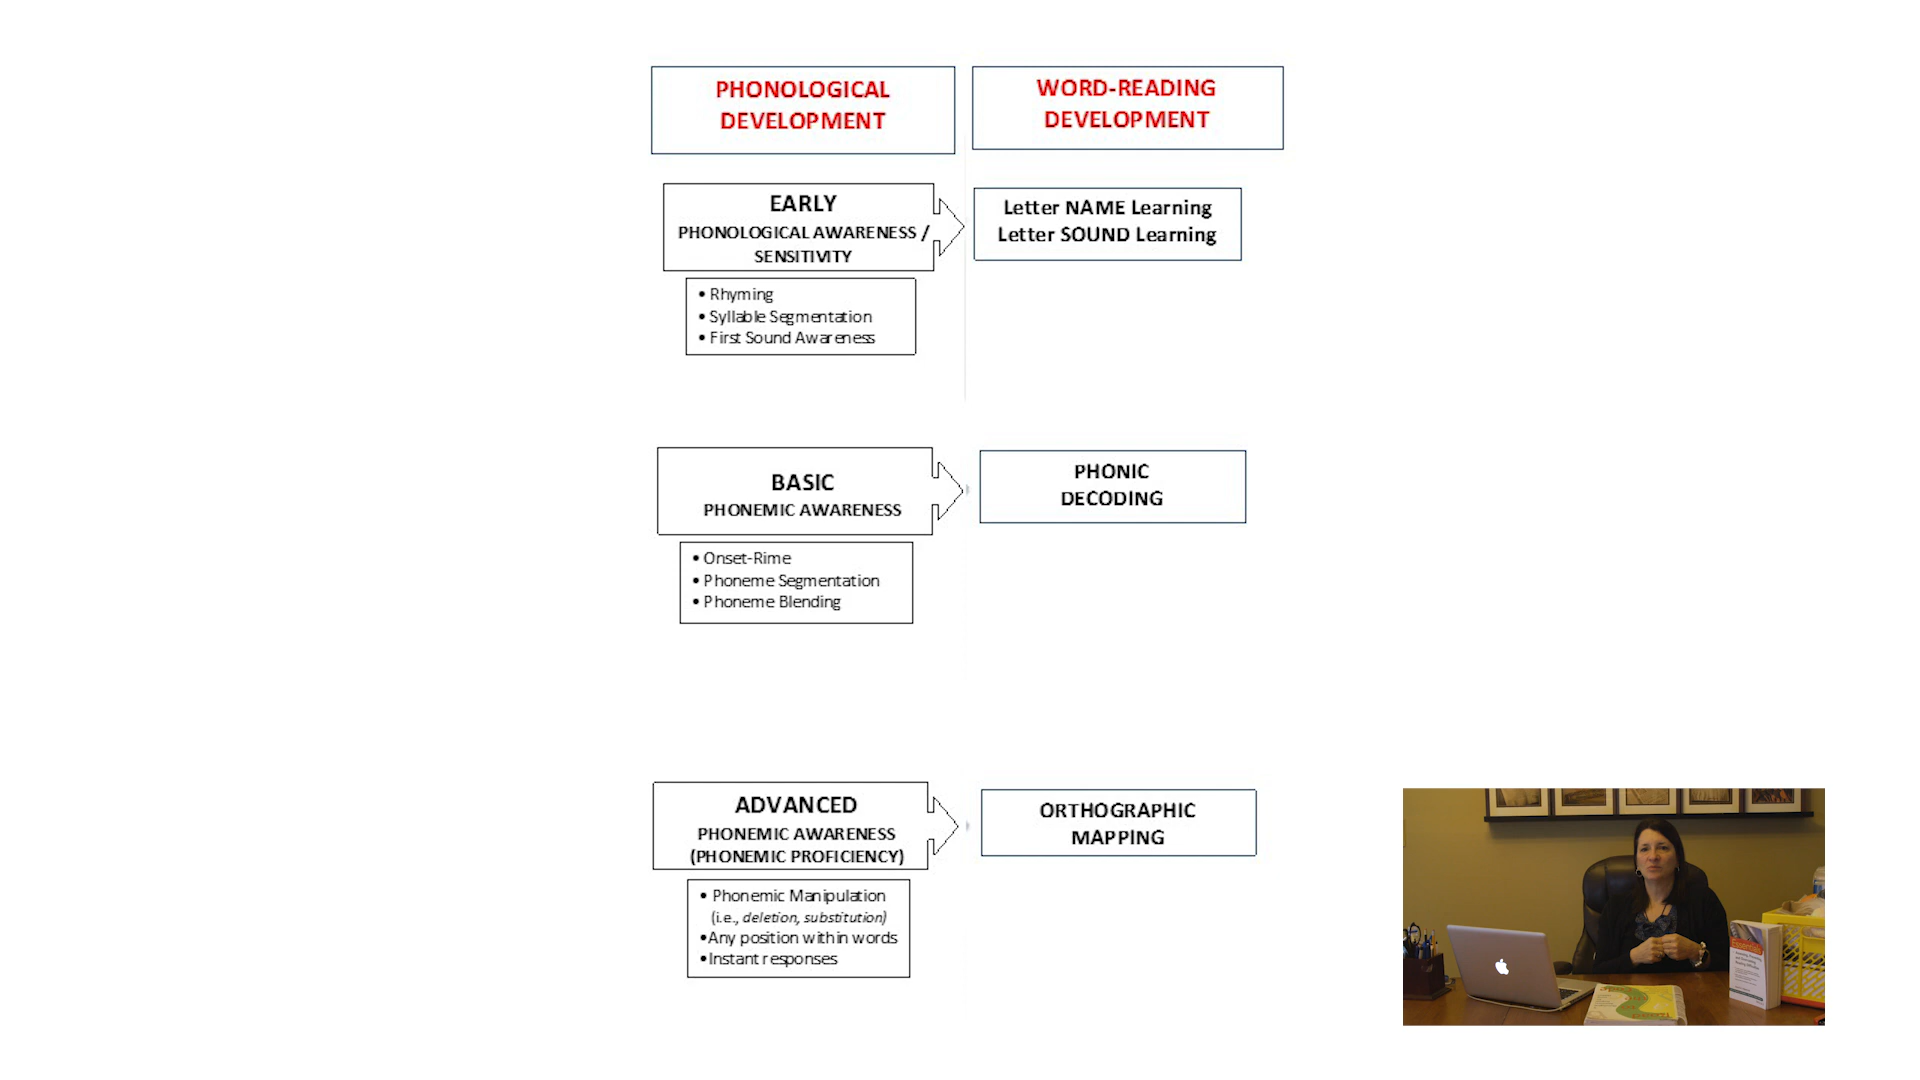 PHONOLOGICAL
DEVELOPMENT
WORD-READING
DEVELOPMENT
EARLY
PHONOLOGICAL AWARENESS /
SENSITIVITY
Letter NAME Learning
Letter SOUND Learning
• Rhyming
• Syllable Segmentation
• First Sound Awareness
BASIC
PHONEMIC AWARENESS
PHONIC
DECODING
• Onset-Rime
• Phoneme Segmentation
• Phoneme Blending
ADVANCED
PHONEMIC AWARENESS
(PHONEMIC PROFICIENCY)
ORTHOGRAPHIC
MAPPING
• Phonemic Manipulation
(i.e., deletion, substitution)
•Any position within words
•Instant responses
Essentials